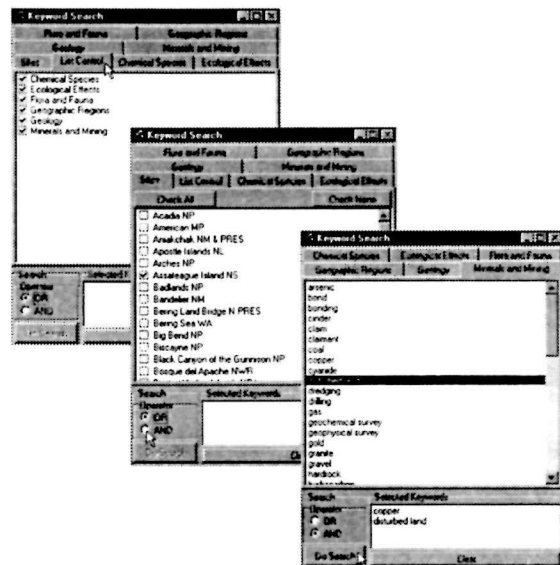 Keyword Search
Flora and Fauna Geographic Regions
Geology Minerals and Mining
Sites List Control Chemical Species Ecological Effects
Chemical Species
Ecological Effects
Flora and Fauna
Geographic Regions
Geology
Minerals and Mining
Search
Operator
OR
AND
Selected
Keyword Search
Flora and Fauna Geographic Regions
Geology Minerals and Mining
Sites List Control Chemical Species Ecological Effects
Check All Check None
Acadia NP
American MP
Aniakchak NM & PRES
Apostle Islands NL
Arches NP
Assateague Island NS
Badlands NP
Bandelier NM
Bering Land Bridge N PRES
Bering Sea WA
Big Bend NP
Biscayne NP
Black Canyon of the Gunnison NP
Bosque del Apache NWR
Search
Operator
OR
AND
Selected Keywords
Keyword Search
Chemical Species Ecological Effects Flora and Fauna
Geographic Regions Geology Minerals and Mining
arsenic
bond
bonding
cinder
claim
claimant
coal
copper
cyanide
dredging
drilling
gas
geochemical survey
geophysical survey
gold
granite
gravel
hardrock
Search
Operator
OR
AND
Selected Keywords
copper
disturbed land
Go Search Clear